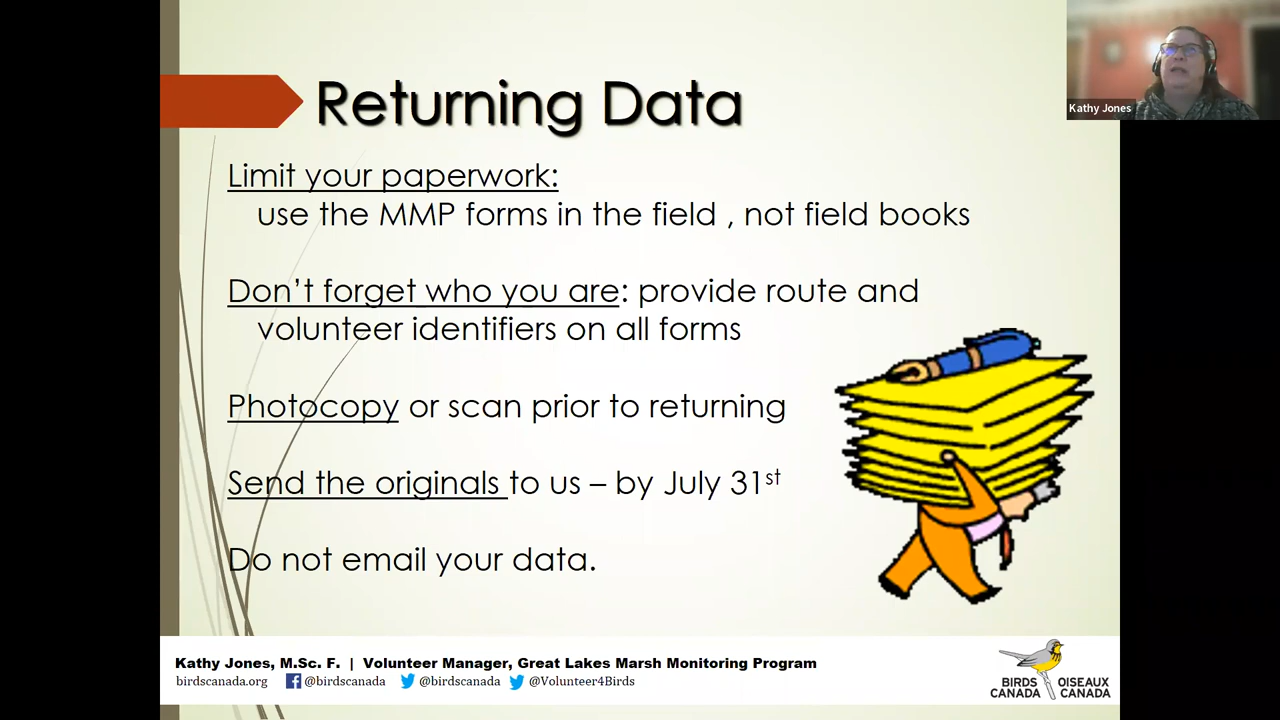 Returning Data
Kathy Jones
Limit your paperwork:
use the MMP forms in the field , not field books
Don't forget who you are: provide route and
volunteer identifiers on all forms
Photocopy or scan prior to returning
Send the originals to us – by July 31st
Do not email your data.
Kathy Jones, M.Sc. F. | Volunteer Manager, Great Lakes Marsh Monitoring Program
birdscanada.org @birdscanada @birdscanada @Volunteer4Birds
BIRDS OISEAUX
CANADA CANADA